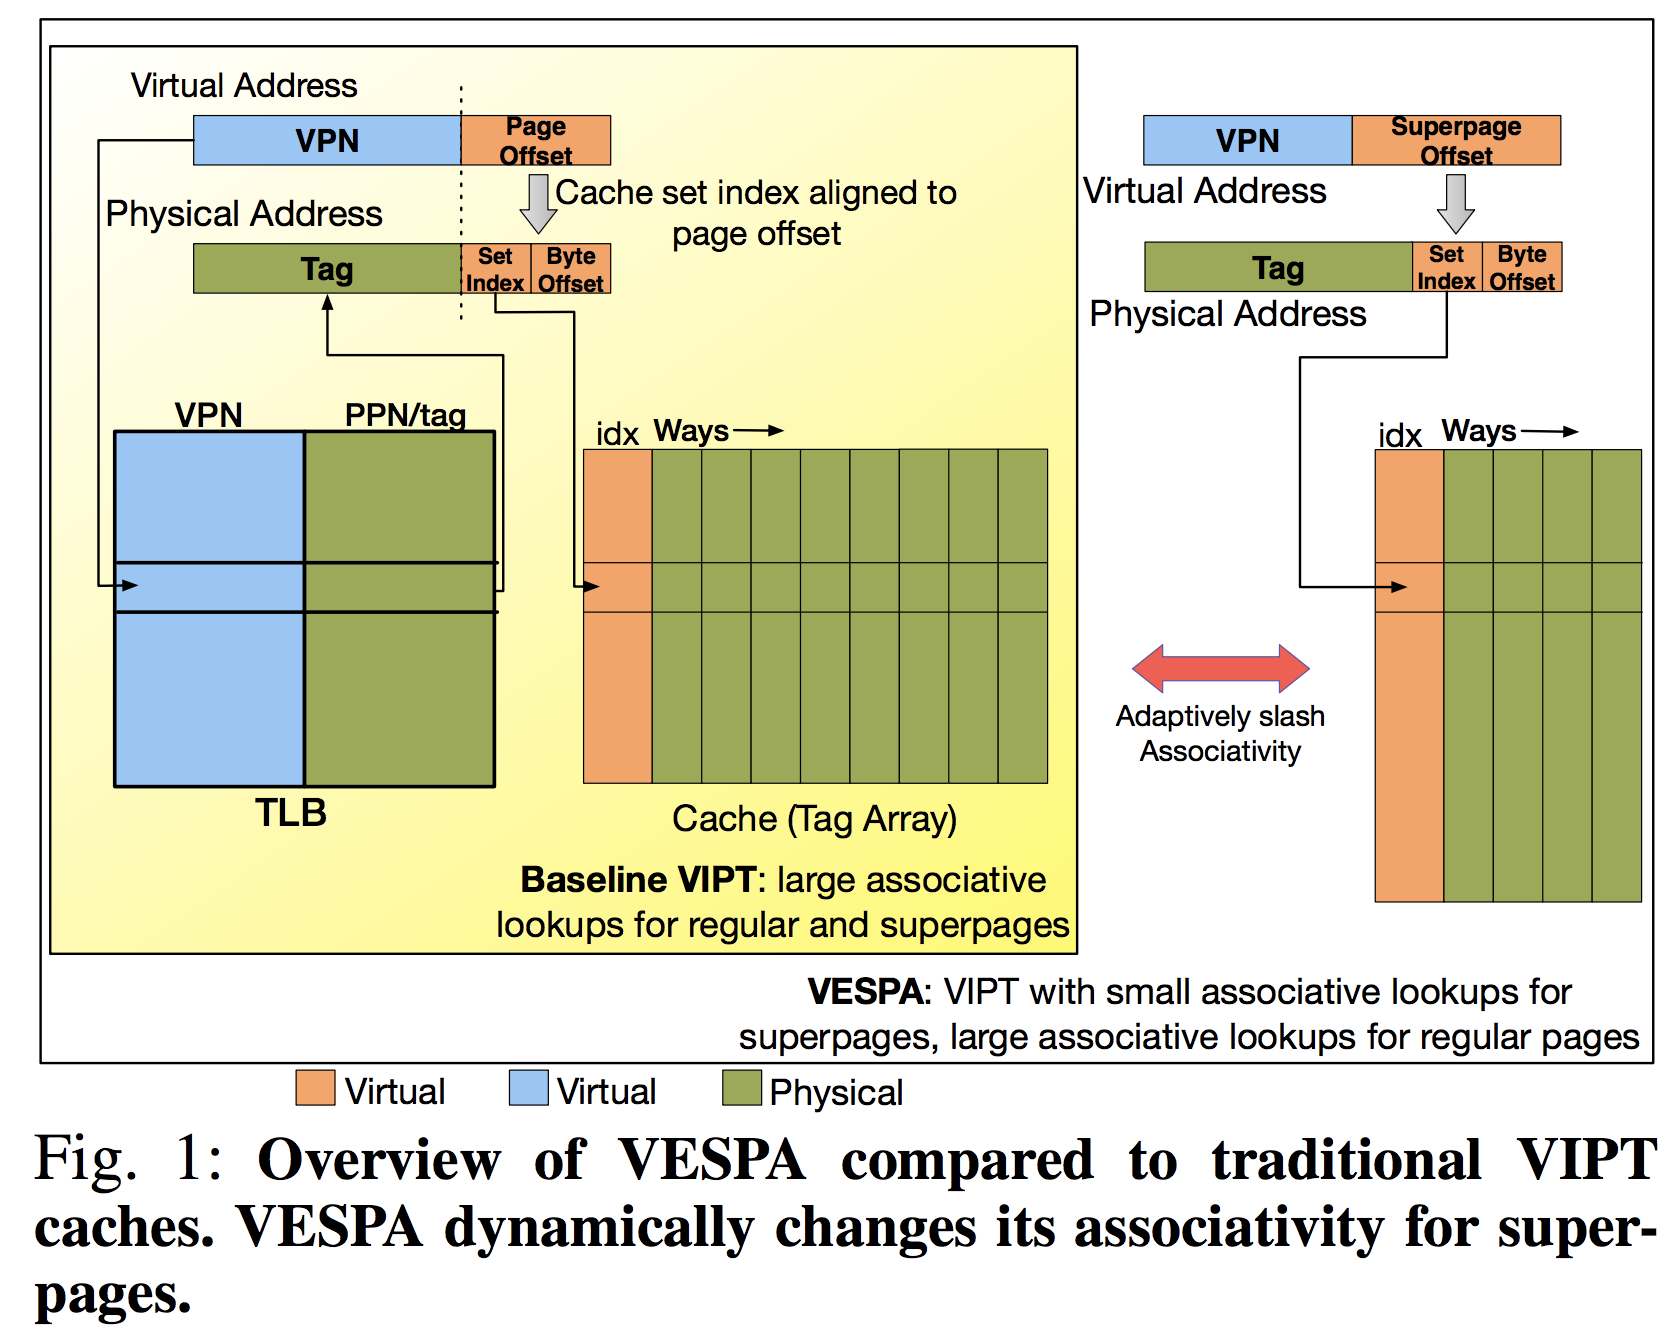 Virtual Address
VPN
Page
Offset
Cache set index aligned to
page offset
Physical Address
Tag
Set
Index
Byte
Offset
VPN
PPN/tag
TLB
idx
Ways
Cache (Tag Array)
Baseline VIPT: large associative
lookups for regular and superpages
VPN
Superpage
Offset
Virtual Address
Tag
Set
Index
Byte
Offset
Physical Address
idx
Ways
Adaptively slash
Associativity
VESPA: VIPT with small associative lookups for
superpages, large associative lookups for regular pages
Virtual
Virtual
Physical
Fig. 1: Overview of VESPA compared to traditional VIPT
caches. VESPA dynamically changes its associativity for super-
pages.